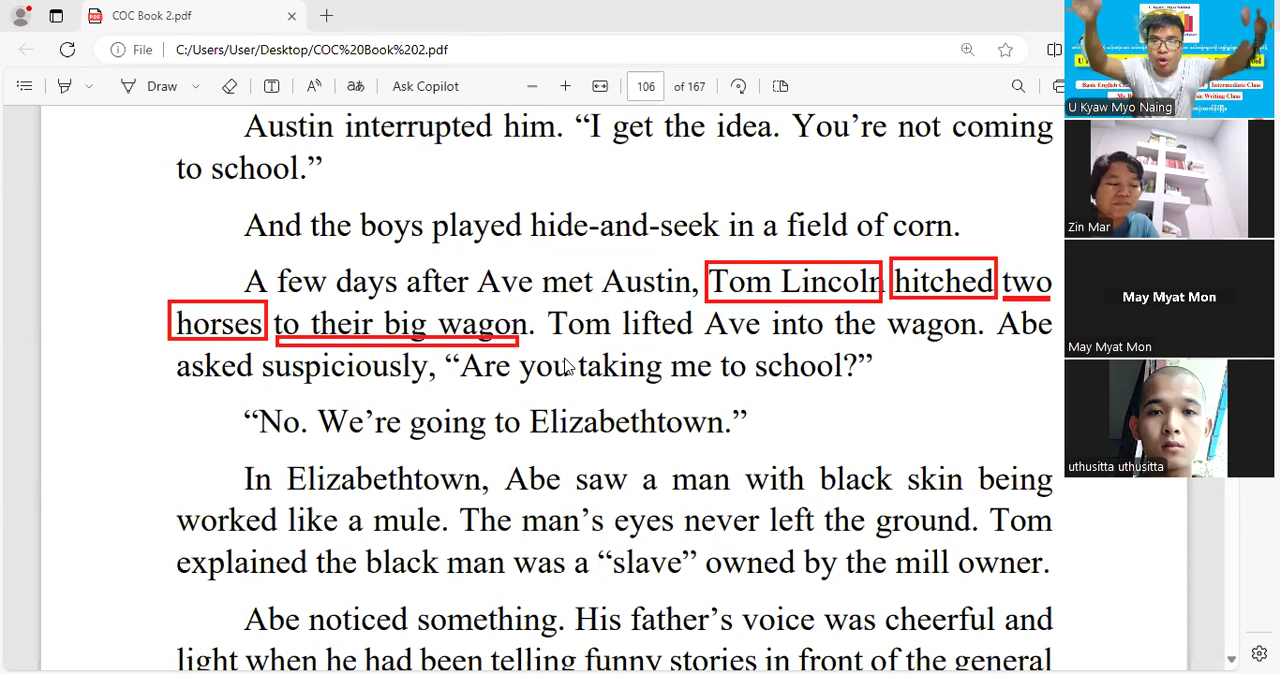 COC Book 2.pdf
File
C:/Users/User/Desktop/COC%20Book%202.pdf
Draw
Ask Copilot
106 of 167
Austin interrupted him. “I get the idea. You’re not coming
to school.”
And the boys played hide-and-seek in a field of corn.
A few days after Ave met Austin, Tom Lincoln hitched two
horses to their big wagon. Tom lifted Ave into the wagon. Abe
asked suspiciously, “Are you taking me to school?”
“No. We’re going to Elizabethtown.”
In Elizabethtown, Abe saw a man with black skin being
worked like a mule. The man’s eyes never left the ground. Tom
explained the black man was a “slave” owned by the mill owner.
Abe noticed something. His father’s voice was cheerful and
light when he had been telling funny stories in front of the general
U Kyaw Myo Naing
Zin Mar
May Myat Mon
May Myat Mon
uthusitta uthusitta